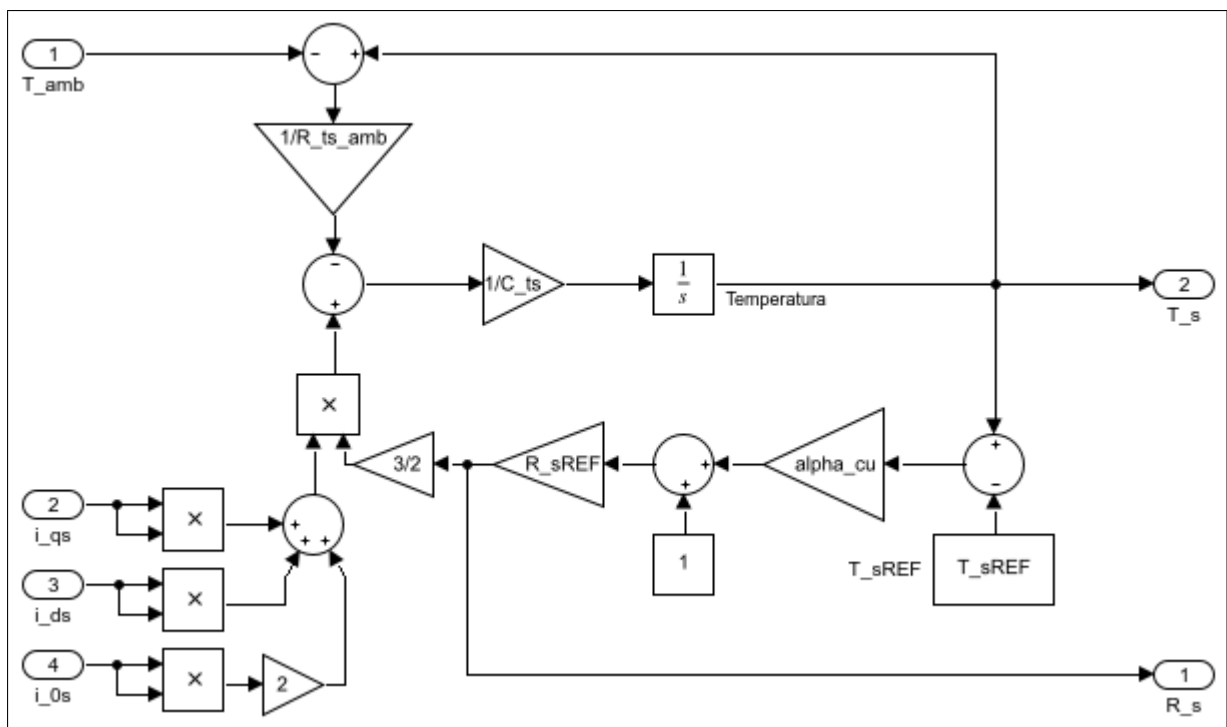 1
T_amb
−
+
1/R_ts_amb
−
+
1/C_ts
1
s
Temperatura
2
T_s
×
3/2
R_sREF
+
+
alpha_cu
+
−
2
i_qs
×
+
+ +
1
T_sREF
T_sREF
3
i_ds
×
4
i_0s
×
2
1
R_s